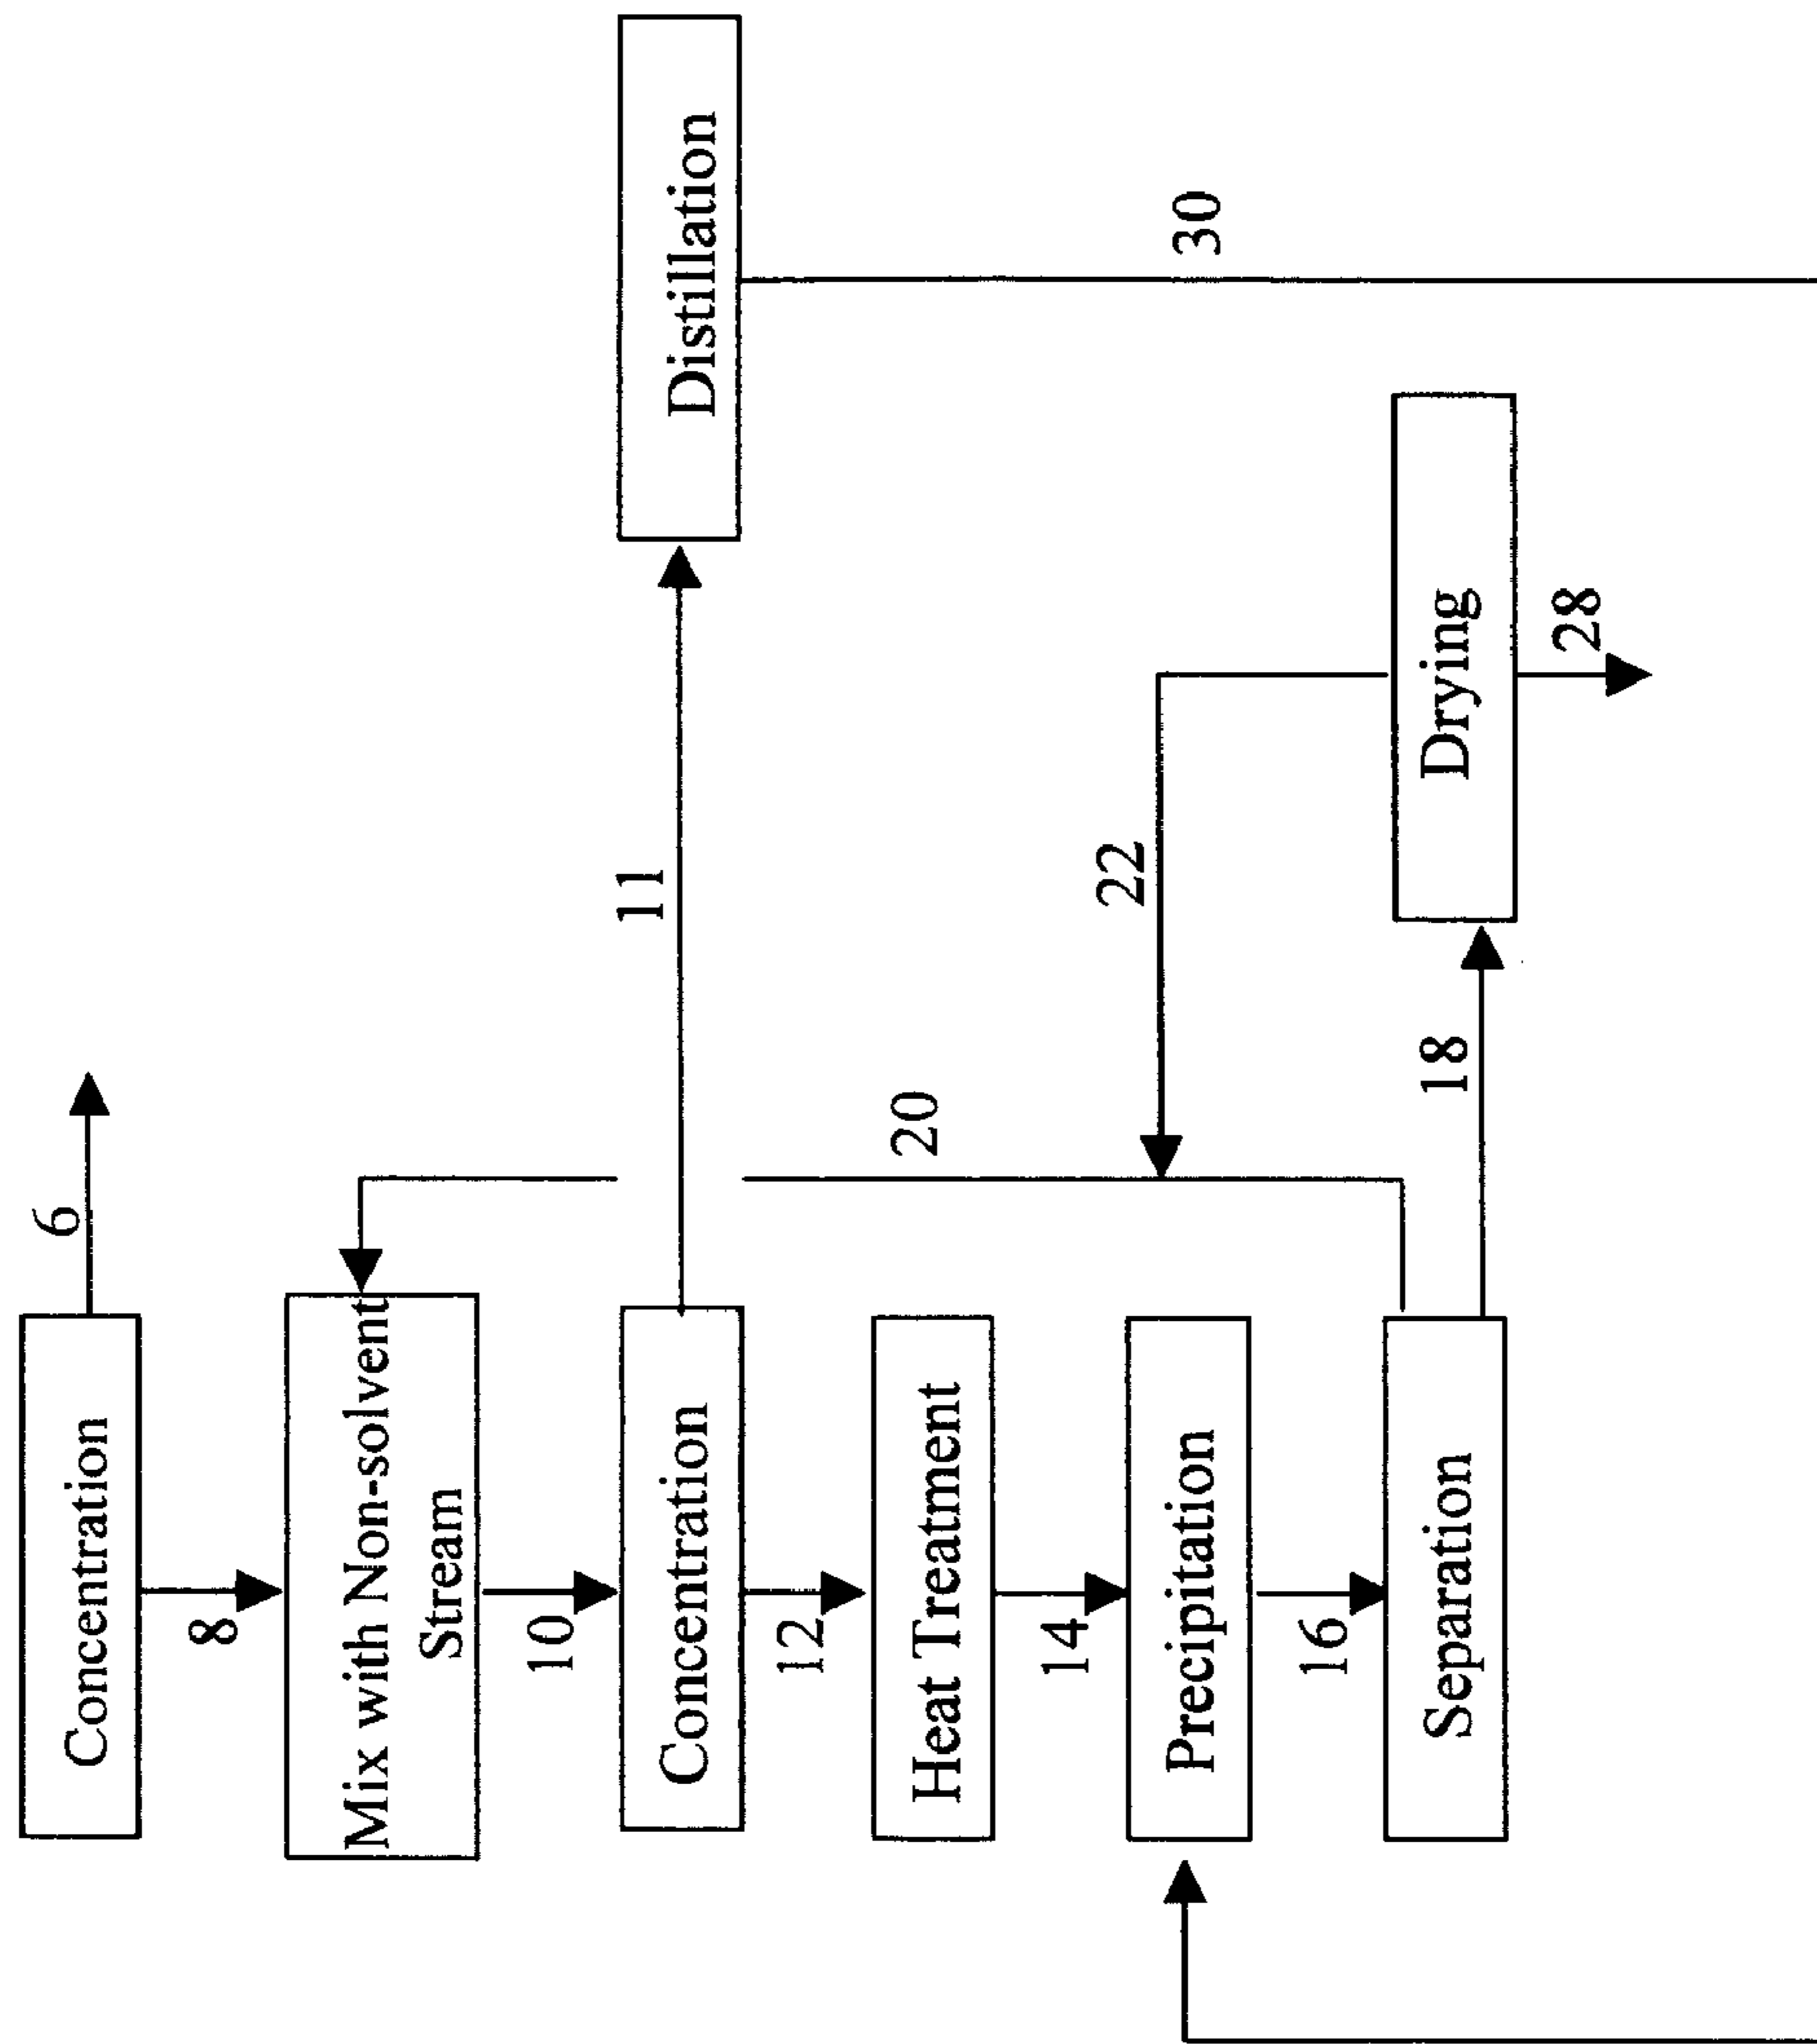 Concentration
6
8
Mix with Non-solvent
Stream
10
Concentration
11
Distillation
12
20
Heat Treatment
14
22
30
Precipitation
16
Separation
18
Drying
28